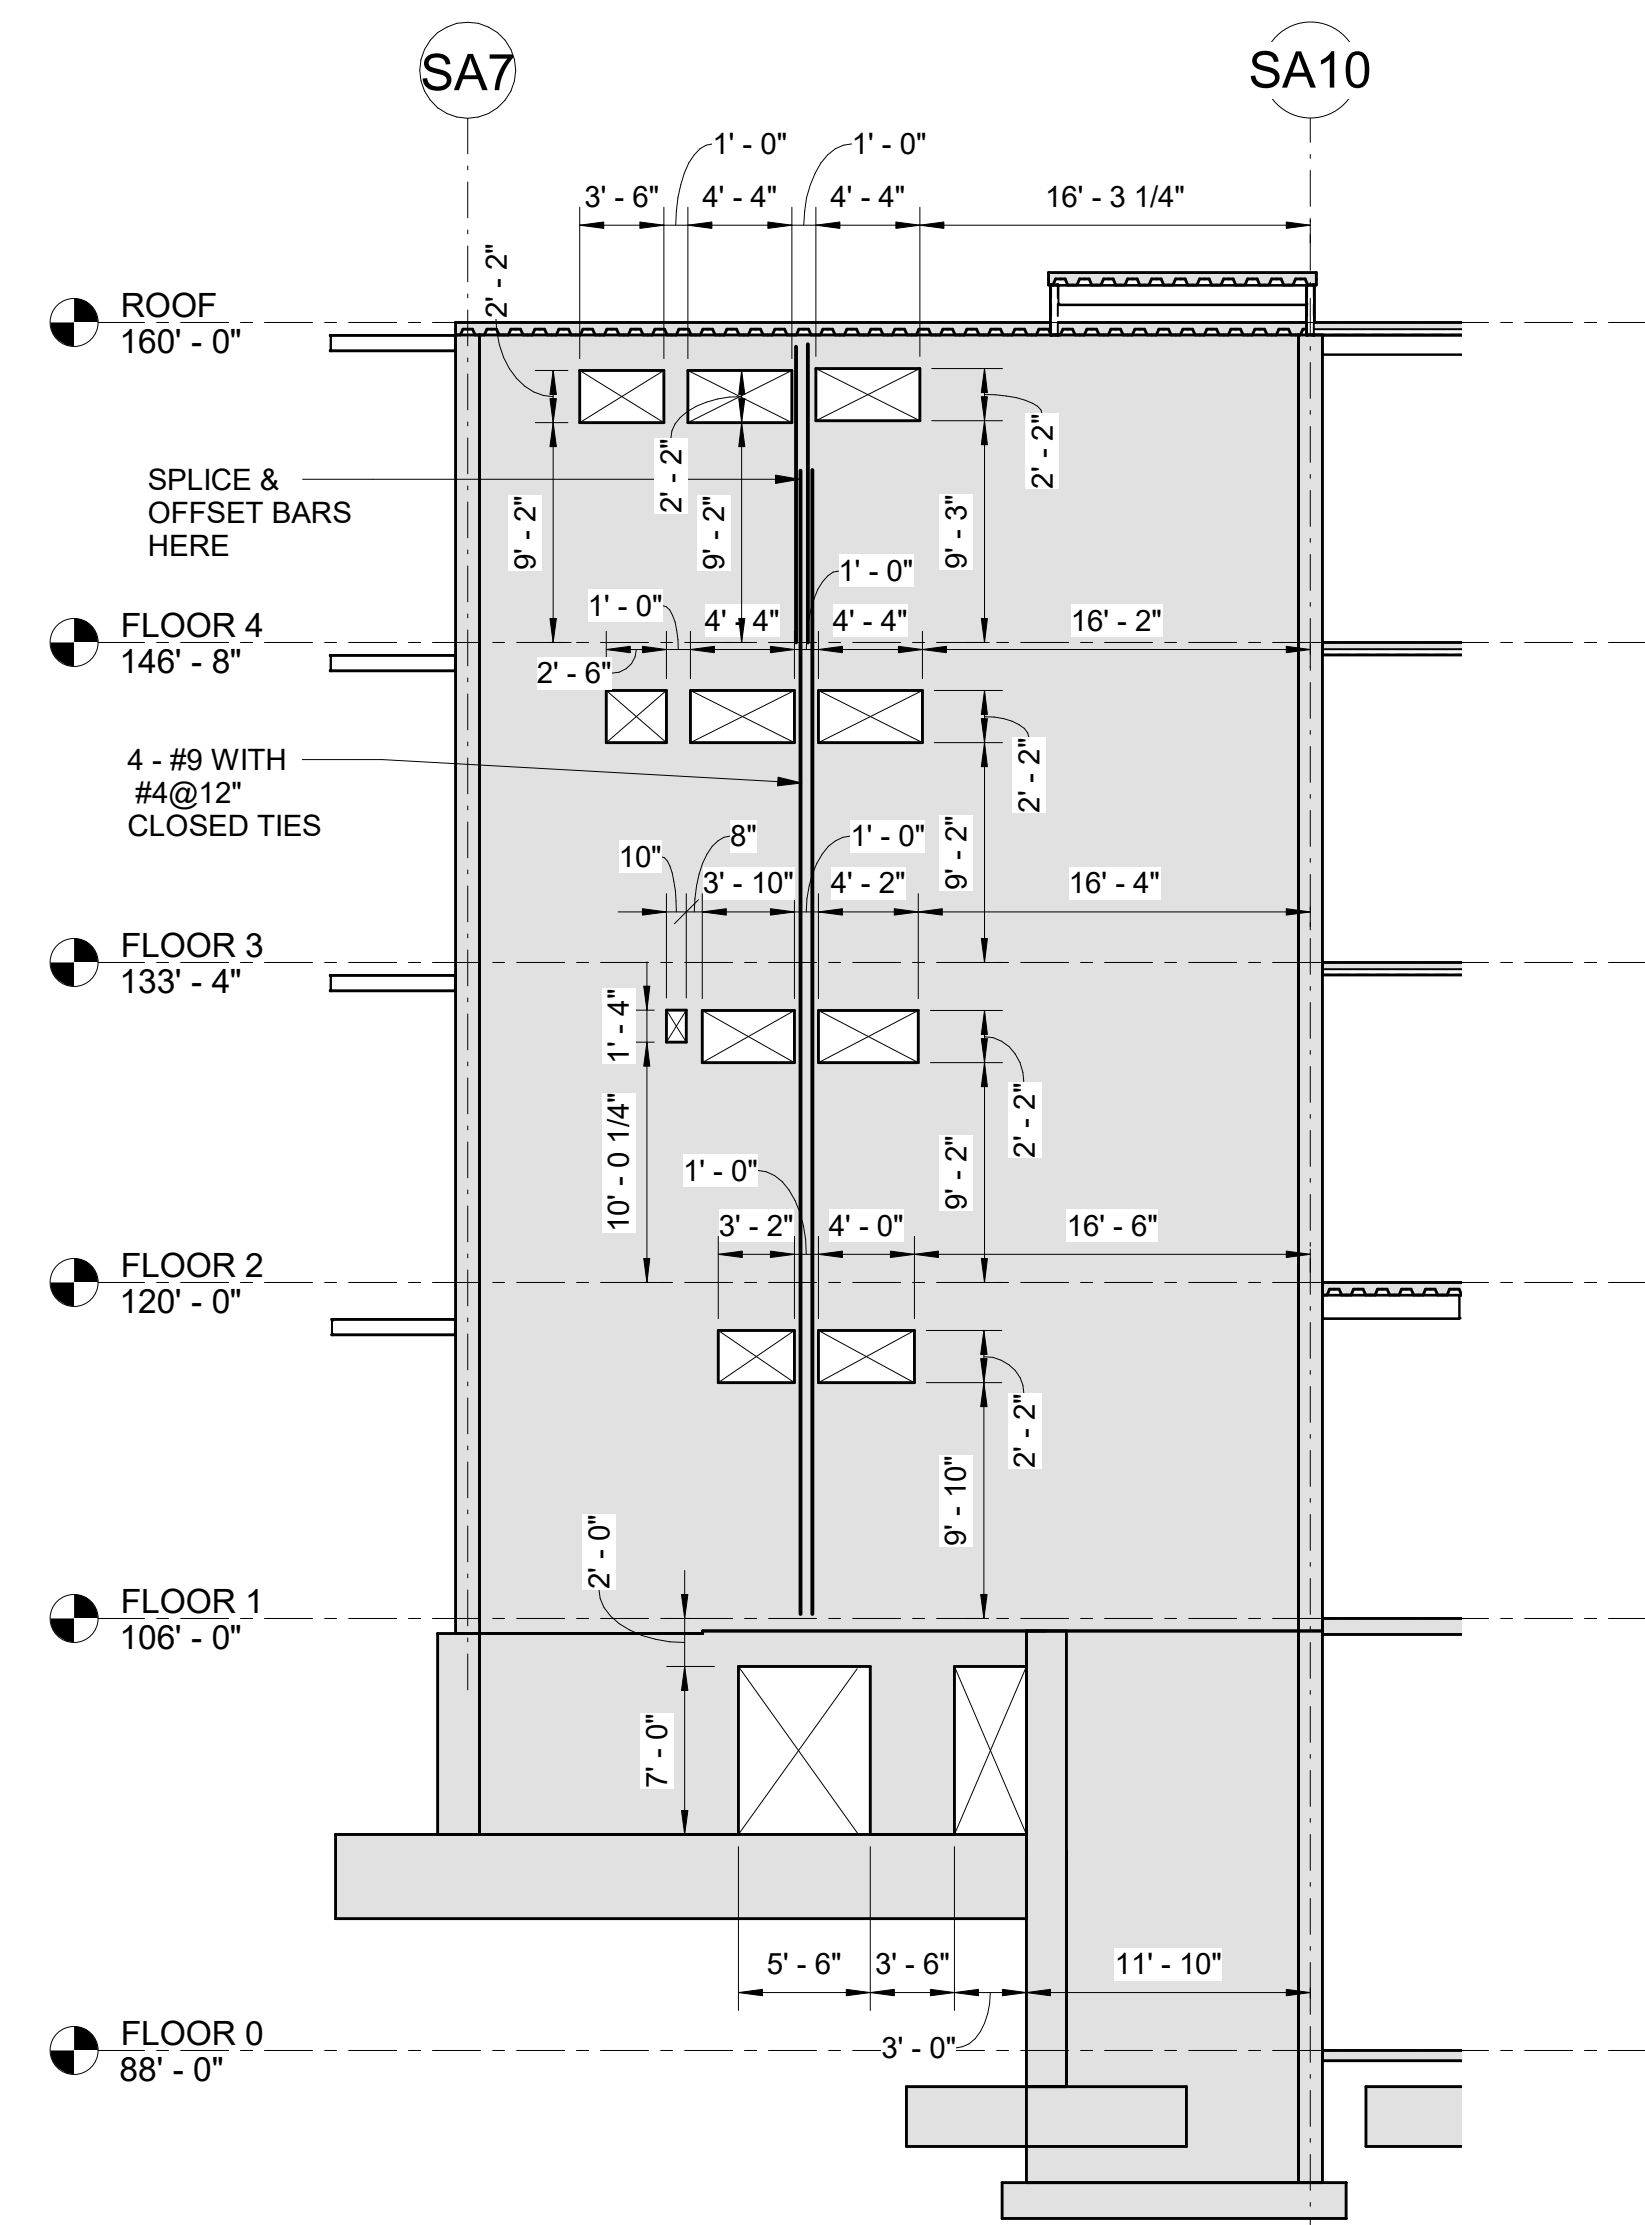 SA7
SA10
1' - 0"
1' - 0"
3' - 6"
4' - 4"
4' - 4"
16' - 3 1/4"
2' - 2"
ROOF
160' - 0"
2' - 2"
2' - 2"
SPLICE &
OFFSET BARS
HERE
9' - 2"
9' - 2"
9' - 3"
1' - 0"
1' - 0"
FLOOR 4
146' - 8"
4' - 4"
4' - 4"
16' - 2"
2' - 6"
2' - 2"
4 - #9 WITH
#4@12"
CLOSED TIES
10"
8"
1' - 0"
9' - 2"
3' - 10"
4' - 2"
16' - 4"
FLOOR 3
133' - 4"
1' - 4"
2' - 2"
10' - 0 1/4"
1' - 0"
9' - 2"
3' - 2"
4' - 0"
16' - 6"
FLOOR 2
120' - 0"
2' - 2"
9' - 10"
2' - 0"
FLOOR 1
106' - 0"
7' - 0"
5' - 6"
3' - 6"
11' - 10"
3' - 0"
FLOOR 0
88' - 0"